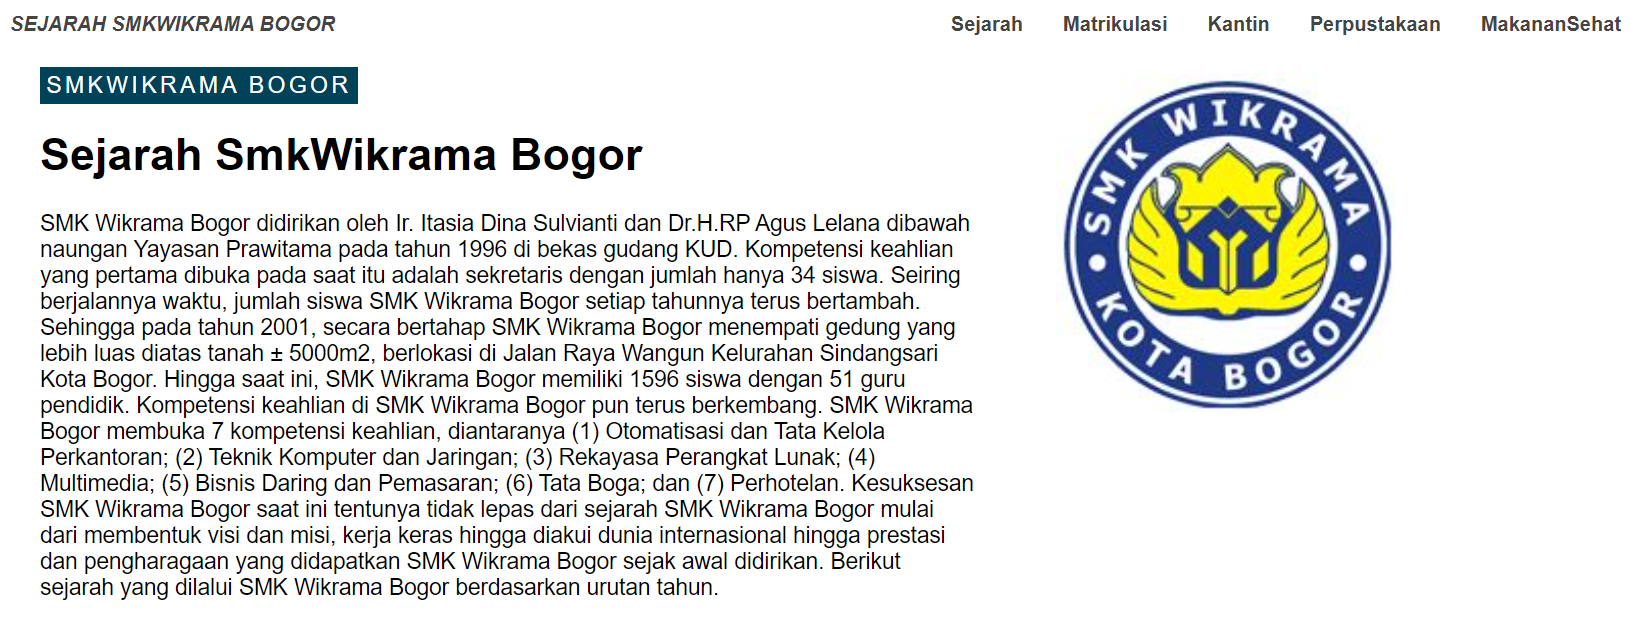 SEJARAH SMKWIKRAMA BOGOR
Sejarah Matrikulasi Kantin Perpustakaan MakananSehat
SMKWIKRAMA BOGOR
Sejarah SmkWikrama Bogor
SMK Wikrama Bogor didirikan oleh Ir. Itasia Dina Sulvianti dan Dr.H.RP Agus Lelana dibawah
naungan Yayasan Prawitama pada tahun 1996 di bekas gudang KUD. Kompetensi keahlian
yang pertama dibuka pada saat itu adalah sekretaris dengan jumlah hanya 34 siswa. Seiring
berjalannya waktu, jumlah siswa SMK Wikrama Bogor setiap tahunnya terus bertambah.
Sehingga pada tahun 2001, secara bertahap SMK Wikrama Bogor menempati gedung yang
lebih luas diatas tanah ± 5000m2, berlokasi di Jalan Raya Wangun Kelurahan Sindangsari
Kota Bogor. Hingga saat ini, SMK Wikrama Bogor memiliki 1596 siswa dengan 51 guru
pendidik. Kompetensi keahlian di SMK Wikrama Bogor pun terus berkembang. SMK Wikrama
Bogor membuka 7 kompetensi keahlian, diantaranya (1) Otomatisasi dan Tata Kelola
Perkantoran; (2) Teknik Komputer dan Jaringan; (3) Rekayasa Perangkat Lunak; (4)
Multimedia; (5) Bisnis Daring dan Pemasaran; (6) Tata Boga; dan (7) Perhotelan. Kesuksesan
SMK Wikrama Bogor saat ini tentunya tidak lepas dari sejarah SMK Wikrama Bogor mulai
dari membentuk visi dan misi, kerja keras hingga diakui dunia internasional hingga prestasi
dan pengharagaan yang didapatkan SMK Wikrama Bogor sejak awal didirikan. Berikut
sejarah yang dilalui SMK Wikrama Bogor berdasarkan urutan tahun.
SMK WIKRAMA
KOTA BOGOR